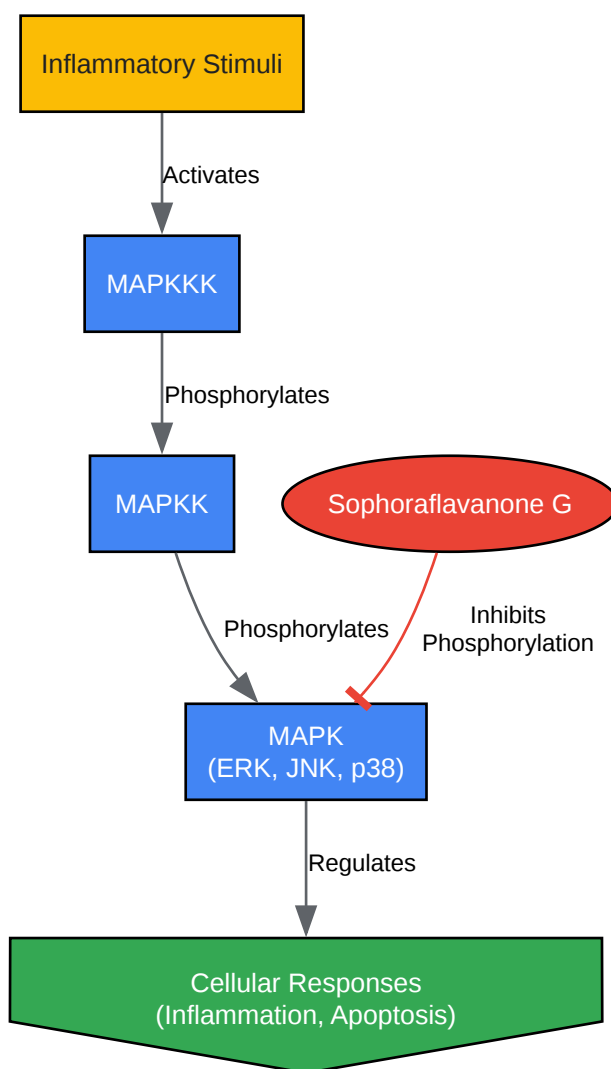 Inflammatory Stimuli
Activates
MAPKKK
Phosphorylates
MAPKK
Sophoraflavanone G
Phosphorylates
Inhibits
Phosphorylation
MAPK
(ERK, JNK, p38)
Regulates
Cellular Responses
(Inflammation, Apoptosis)